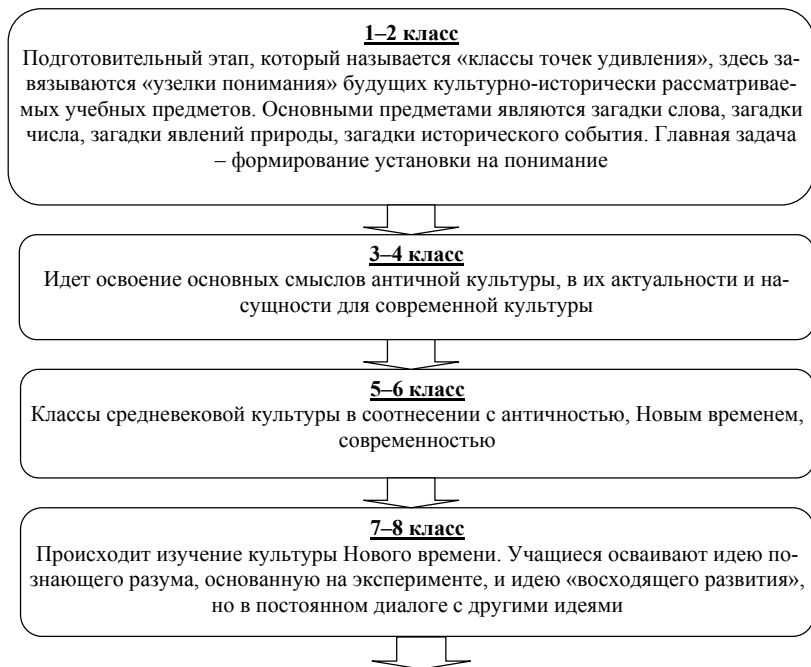 1–2 класс
Подготовительный этап, который называется «классы точек удивления», здесь за-
вязываются «узелки понимания» будущих культурно-исторически рассматривае-
мых учебных предметов. Основными предметами являются загадки слова, загадки
числа, загадки явлений природы, загадки исторического события. Главная задача
– формирование установки на понимание
3–4 класс
Идет освоение основных смыслов античной культуры, в их актуальности и на-
сущности для современной культуры
5–6 класс
Классы средневековой культуры в соотнесении с античностью, Новым временем,
современностью
7–8 класс
Происходит изучение культуры Нового времени. Учащиеся осваивают идею по-
знающего разума, основанную на эксперименте, и идею «восходящего развития»,
но в постоянном диалоге с другими идеями